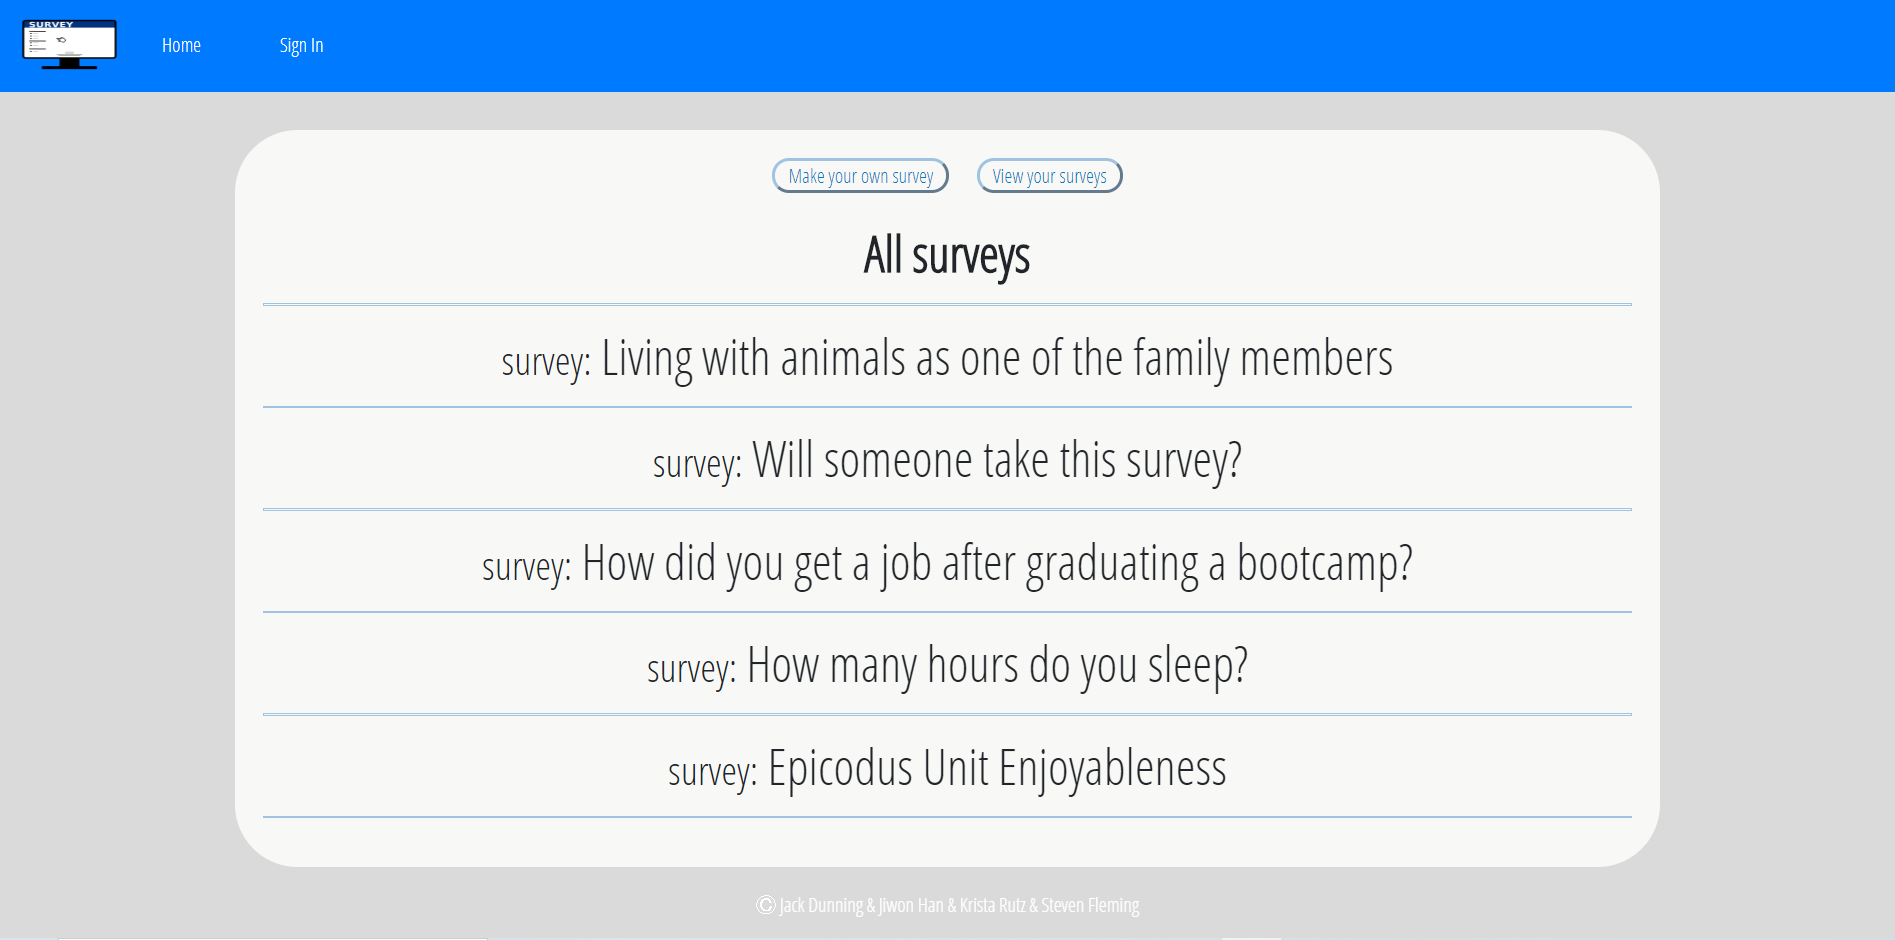 SURVEY
Home
Sign In
Make your own survey
View your surveys
All surveys
survey: Living with animals as one of the family members
survey: Will someone take this survey?
survey: How did you get a job after graduating a bootcamp?
survey: How many hours do you sleep?
survey: Epicodus Unit Enjoyableness
© Jack Dunning & Jiwon Han & Krista Rutz & Steven Fleming